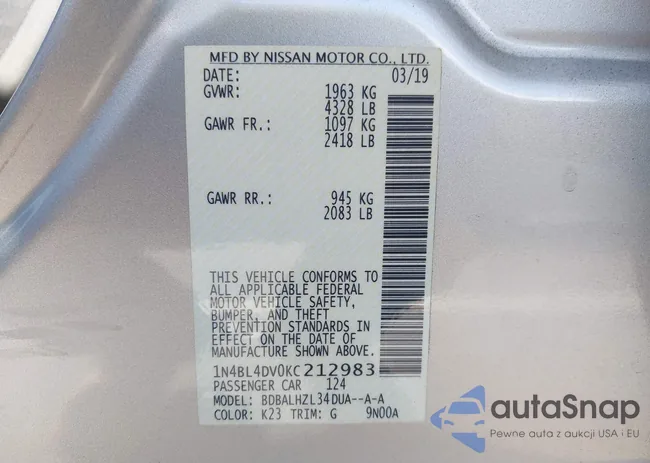 MFD BY NISSAN MOTOR CO., LTD.
DATE: 03/19
GVWR: 1963 KG
4328 LB
GAWR FR.: 1097 KG
2418 LB
GAWR RR.: 945 KG
2083 LB
THIS VEHICLE CONFORMS TO
ALL APPLICABLE FEDERAL
MOTOR VEHICLE SAFETY,
BUMPER, AND THEFT
PREVENTION STANDARDS IN
EFFECT ON THE DATE OF
MANUFACTURE SHOWN ABOVE.
1N4BL4DV0KC212983
PASSENGER CAR 124
MODEL: BDBALHZL34DUA--A-A
COLOR: K23 TRIM: G 9N00A
autoSnap
Pewne auta z aukcji USA i EU